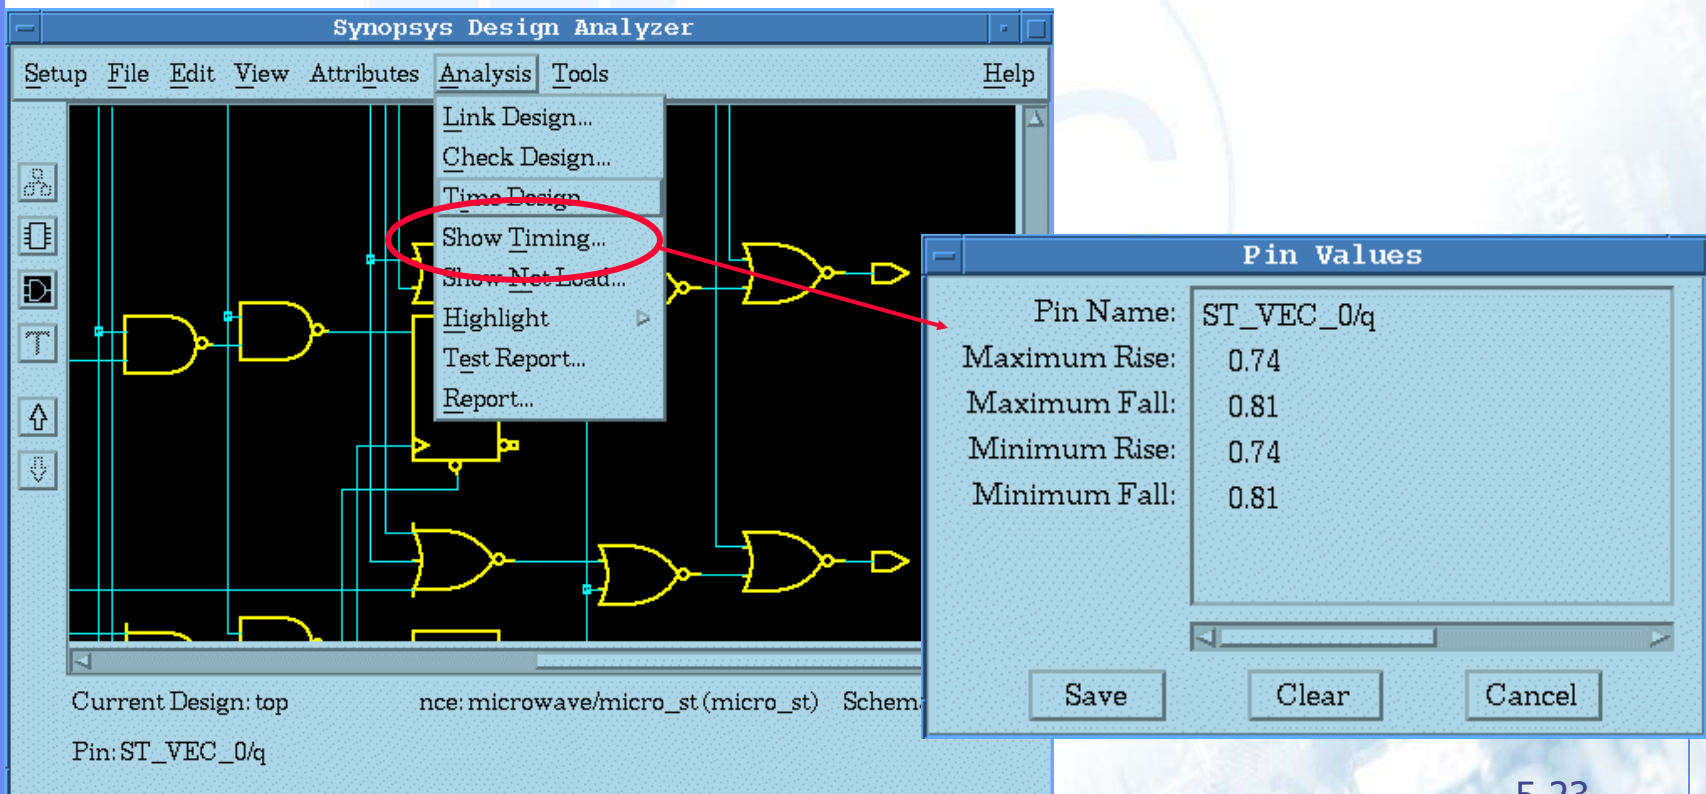 Synopsys Design Analyzer
Setup File Edit View Attributes Analysis Tools Help
Link Design...
Check Design...
Time Design
Show Timing...
Show Net Load...
Highlight
Test Report...
Report...
Current Design: top nce: microwave/micro_st (micro_st)
Pin: ST_VEC_0/q
Pin Values
Pin Name: ST_VEC_0/q
Maximum Rise: 0.74
Maximum Fall: 0.81
Minimum Rise: 0.74
Minimum Fall: 0.81
Save Clear Cancel
5-23